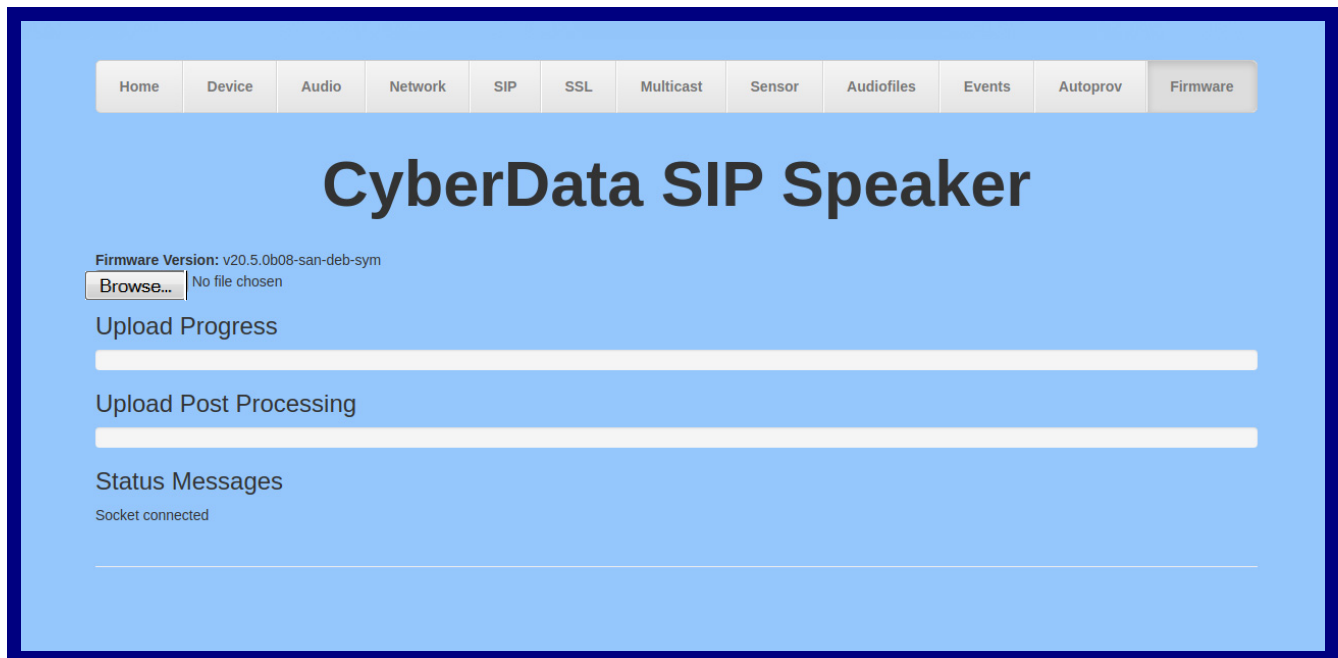 Home Device Audio Network SIP SSL Multicast Sensor Audiofiles Events Autoprov Firmware
CyberData SIP Speaker
Firmware Version: v20.5.0b08-san-deb-sym
Browse... No file chosen
Upload Progress
Upload Post Processing
Status Messages
Socket connected